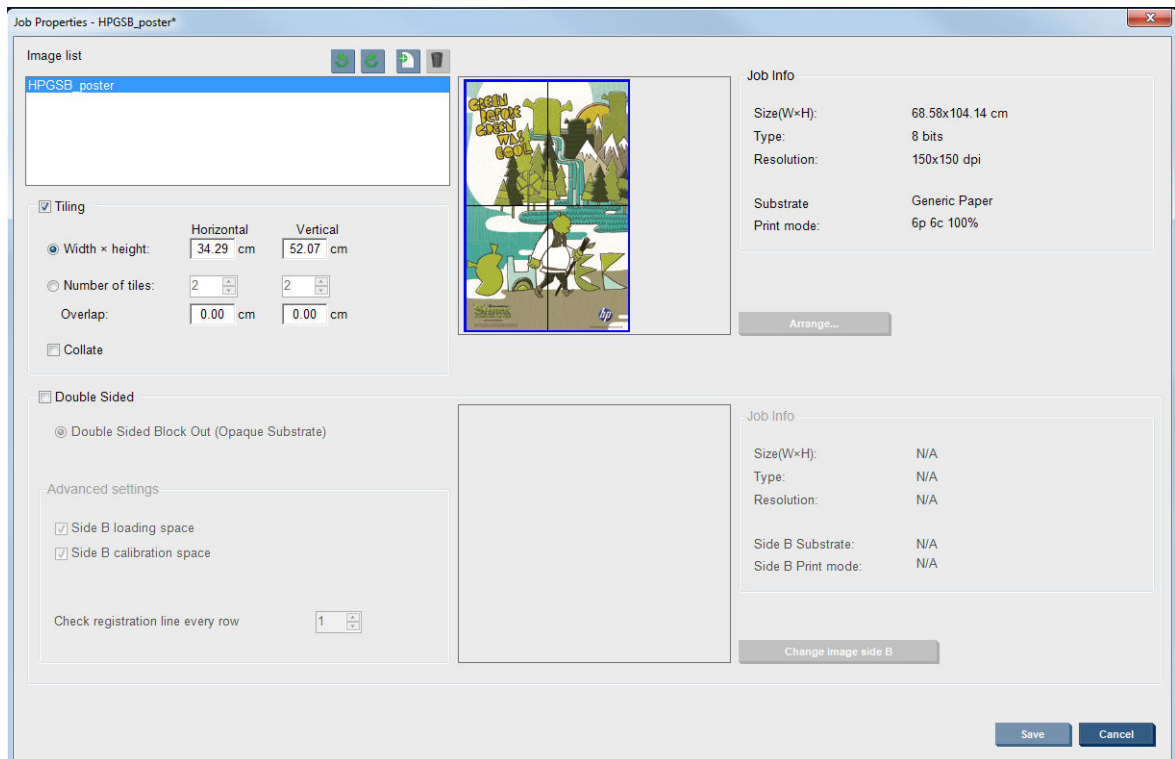 Job Properties - HPGSB_poster*
Image list
HPGSB_poster
Tiling
Horizontal Vertical
Width × height: 34.29 cm 52.07 cm
Number of tiles: 2 2
Overlap: 0.00 cm 0.00 cm
Collate
GREEN
BEFORE
GREEN
WAS
COOL
SHREK
SHREK
hp
Job Info
Size(W×H): 68.58x104.14 cm
Type: 8 bits
Resolution: 150x150 dpi
Substrate Generic Paper
Print mode: 6p 6c 100%
Arrange...
Double Sided
Double Sided Block Out (Opaque Substrate)
Advanced settings
Side B loading space
Side B calibration space
Check registration line every row 1
Job Info
Size(W×H): N/A
Type: N/A
Resolution: N/A
Side B Substrate: N/A
Side B Print mode: N/A
Change image side B
Save Cancel